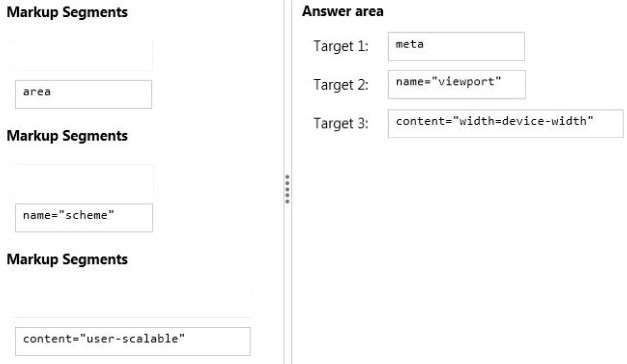 Markup Segments
area
Markup Segments
name="scheme"
Markup Segments
content="user-scalable"
Answer area
Target 1: meta
Target 2: name="viewport"
Target 3: content="width=device-width"